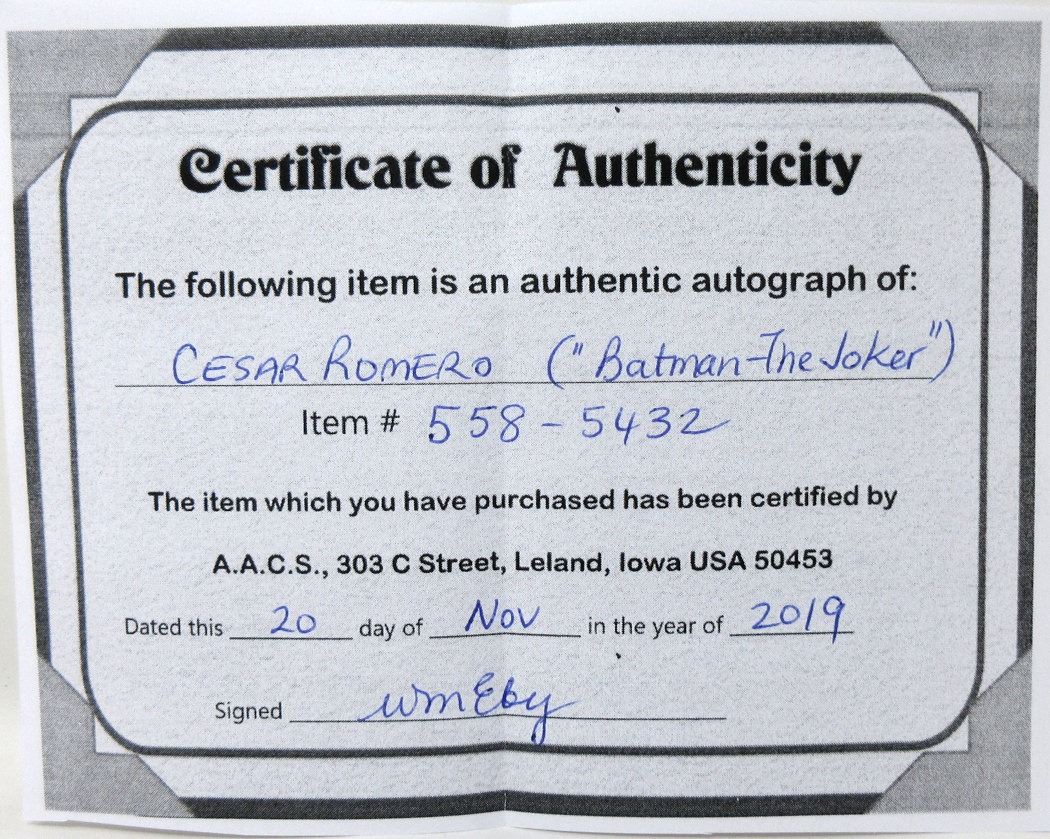 Certificate of Authenticity
The following item is an authentic autograph of:
CESAR ROMERO ("Batman-The Joker")
Item # 558-5432
The item which you have purchased has been certified by
A.A.C.S., 303 C Street, Leland, Iowa USA 50453
Dated this 20 day of Nov in the year of 2019
Signed Wm Eby